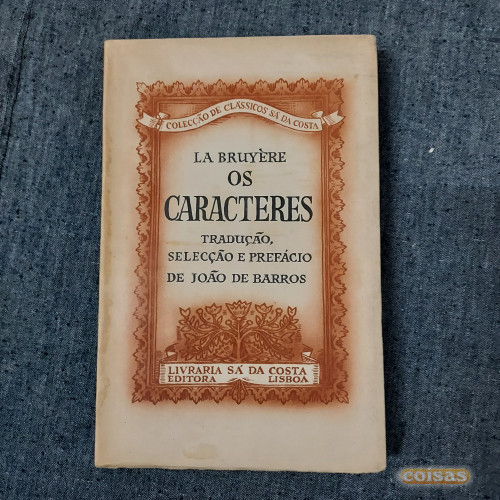 COLECÇÃO DE CLÁSSICOS SÁ DA COSTA
LA BRUYÈRE
OS
CARACTERES
TRADUÇÃO,
SELECÇÃO E PREFÁCIO
DE JOÃO DE BARROS
LIVRARIA SÁ DA COSTA
EDITORA LISBOA
coisas